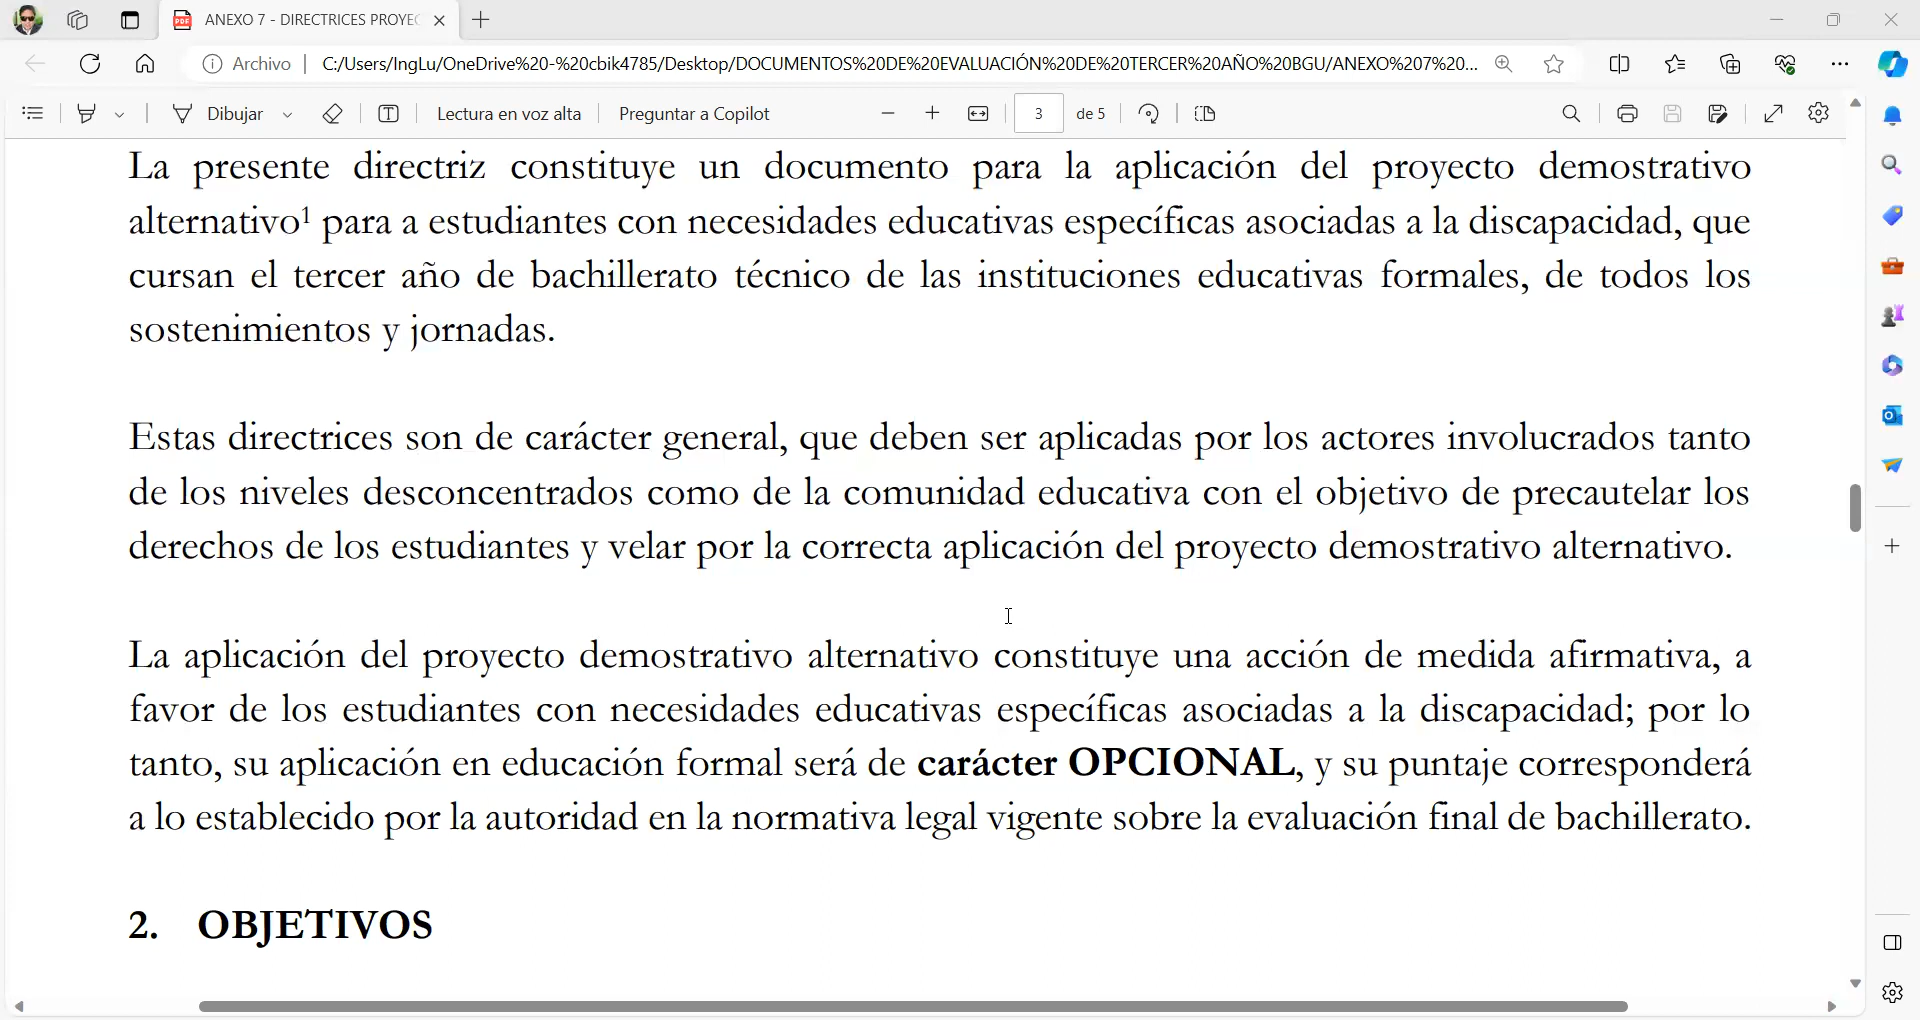 ANEXO 7 - DIRECTRICES PROYEC
Archivo
C:/Users/IngLu/OneDrive%20-%20cbik4785/Desktop/DOCUMENTOS%20DE%20EVALUACIÓN%20DE%20TERCER%20AÑO%20BGU/ANEXO%207%20...
Dibujar
Lectura en voz alta
Preguntar a Copilot
3
de 5
La presente directriz constituye un documento para la aplicación del proyecto demostrativo
alternativo¹ para a estudiantes con necesidades educativas específicas asociadas a la discapacidad, que
cursan el tercer año de bachillerato técnico de las instituciones educativas formales, de todos los
sostenimientos y jornadas.
Estas directrices son de carácter general, que deben ser aplicadas por los actores involucrados tanto
de los niveles desconcentrados como de la comunidad educativa con el objetivo de precautelar los
derechos de los estudiantes y velar por la correcta aplicación del proyecto demostrativo alternativo.
La aplicación del proyecto demostrativo alternativo constituye una acción de medida afirmativa, a
favor de los estudiantes con necesidades educativas específicas asociadas a la discapacidad; por lo
tanto, su aplicación en educación formal será de carácter OPCIONAL, y su puntaje corresponderá
a lo establecido por la autoridad en la normativa legal vigente sobre la evaluación final de bachillerato.
2. OBJETIVOS